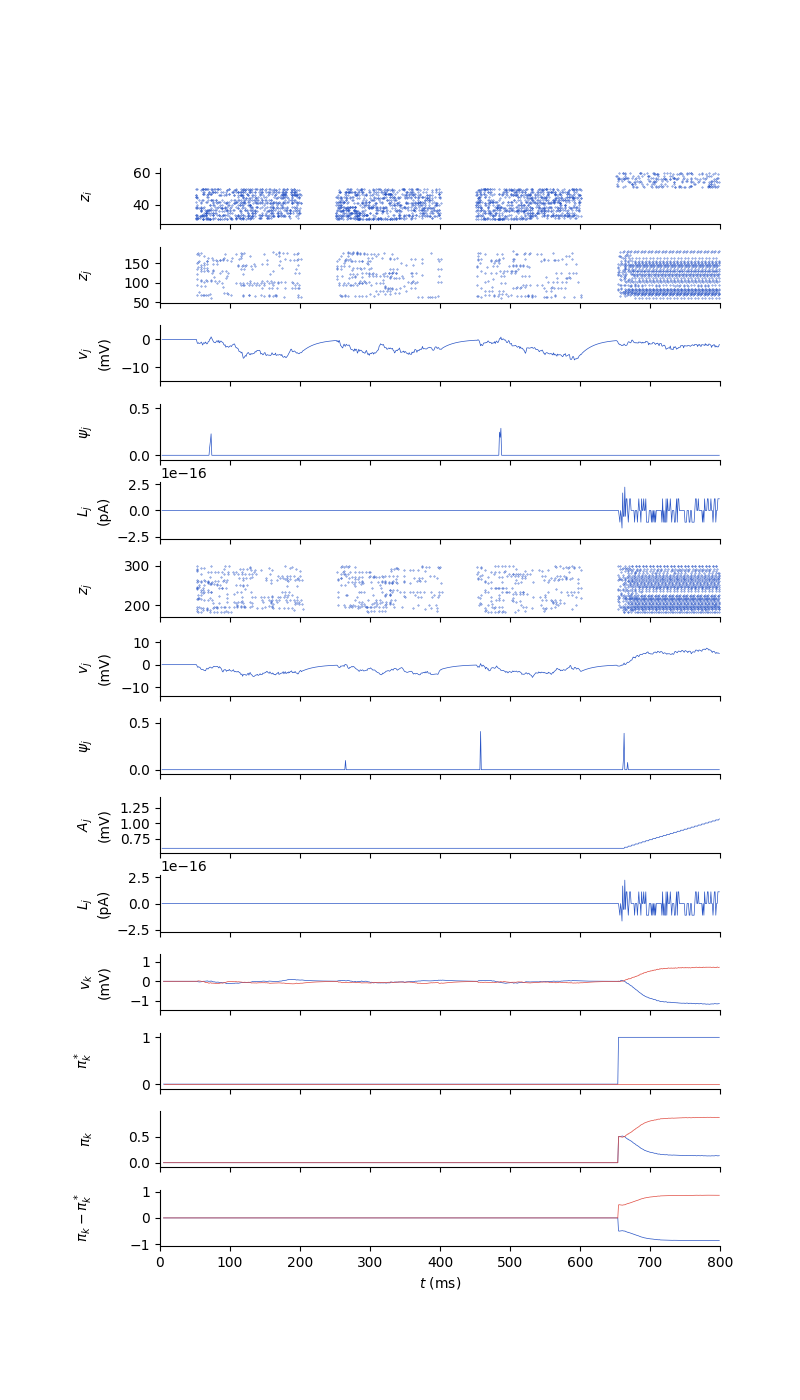 60
40
z_i
150
100
50
z_j
0
−10
v_j
(mV)
0.5
0.0
ψ_j
1e−16
2.5
0.0
−2.5
L_j
(pA)
300
200
z_j
10
0
−10
v_j
(mV)
0.5
0.0
ψ_j
1.25
1.00
0.75
A_j
(mV)
1e−16
2.5
0.0
−2.5
L_j
(pA)
1
0
−1
v_k
(mV)
1
0
π_k^*
0.5
0.0
π_k
1
0
−1
π_k − π_k^*
0 100 200 300 400 500 600 700 800
t (ms)